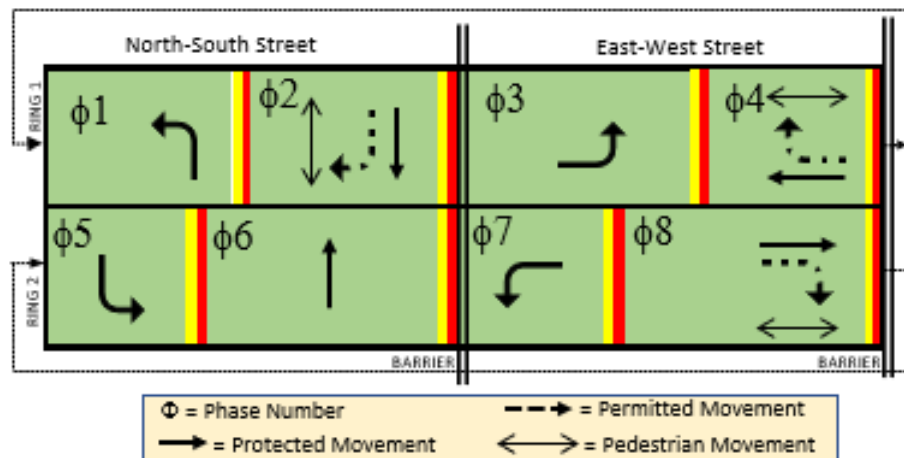 North-South Street
East-West Street
RING 1
ϕ1
ϕ2
ϕ3
ϕ4
RING 2
ϕ5
ϕ6
ϕ7
ϕ8
BARRIER
BARRIER
Φ = Phase Number
= Permitted Movement
= Protected Movement
= Pedestrian Movement